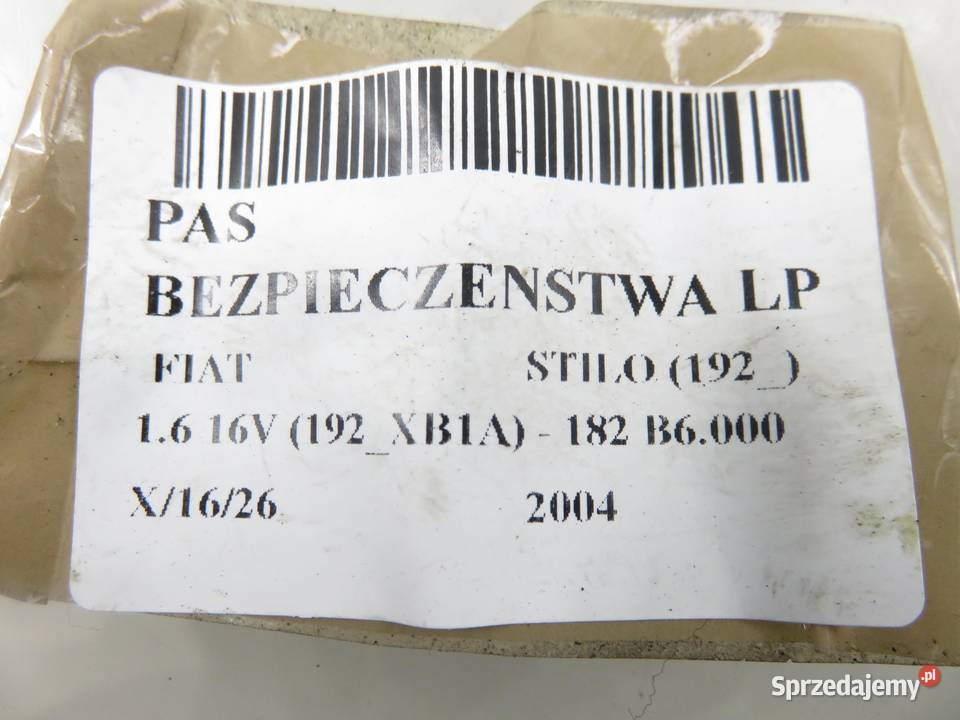 PAS
BEZPIECZENSTWA LP
FIAT STILO (192_)
1.6 16V (192_XB1A) - 182 B6.000
X/16/26 2004
Sprzedajemy.pl